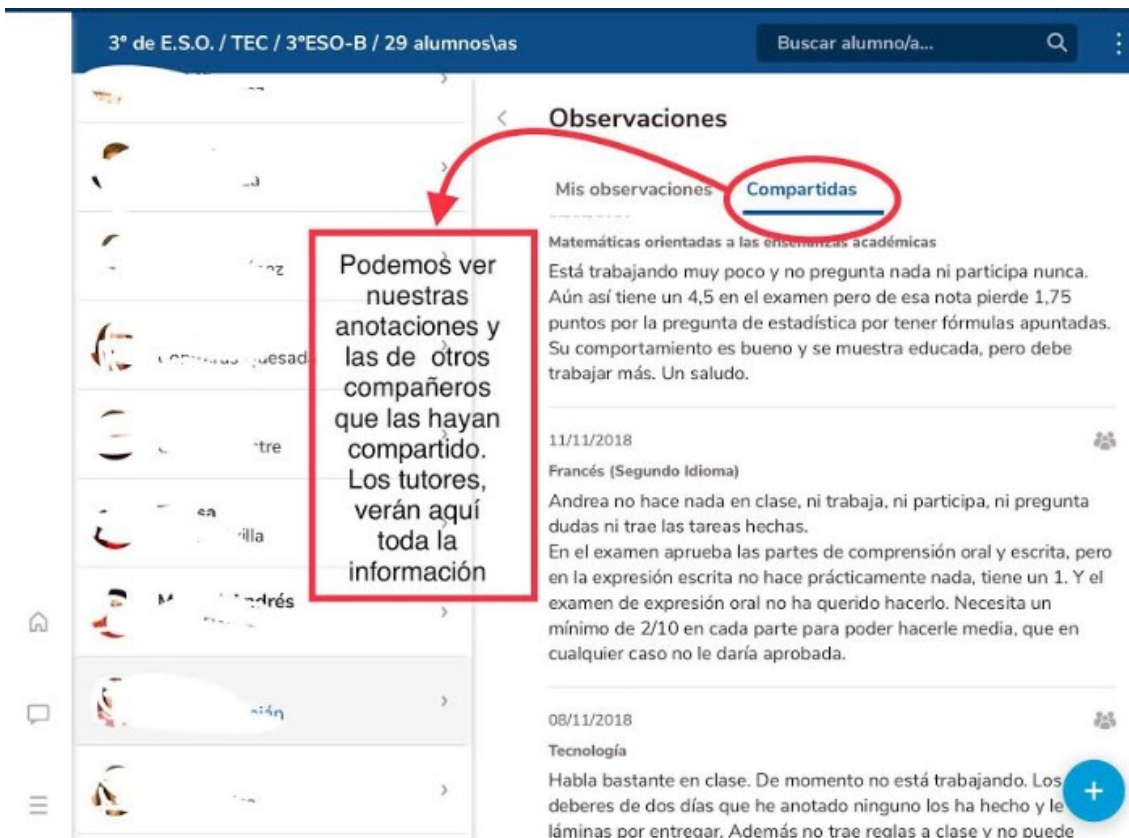 3º de E.S.O. / TEC / 3ºESO-B / 29 alumnos\as
Buscar alumno/a...
Observaciones
Mis observaciones
Compartidas
Matemáticas orientadas a las enseñanzas académicas
Está trabajando muy poco y no pregunta nada ni participa nunca.
Aún así tiene un 4,5 en el examen pero de esa nota pierde 1,75
puntos por la pregunta de estadística por tener fórmulas apuntadas.
Su comportamiento es bueno y se muestra educada, pero debe
trabajar más. Un saludo.
11/11/2018
Francés (Segundo Idioma)
Andrea no hace nada en clase, ni trabaja, ni participa, ni pregunta
dudas ni trae las tareas hechas.
En el examen aprueba las partes de comprensión oral y escrita, pero
en la expresión escrita no hace prácticamente nada, tiene un 1. Y el
examen de expresión oral no ha querido hacerlo. Necesita un
mínimo de 2/10 en cada parte para poder hacerle media, que en
cualquier caso no le daría aprobada.
08/11/2018
Tecnología
Habla bastante en clase. De momento no está trabajando. Los
deberes de dos días que he anotado ninguno los ha hecho y le
láminas por entregar. Además no trae reglas a clase y no puede
Podemos ver
nuestras
anotaciones y
las de otros
compañeros
que las hayan
compartido.
Los tutores,
verán aquí
toda la
información